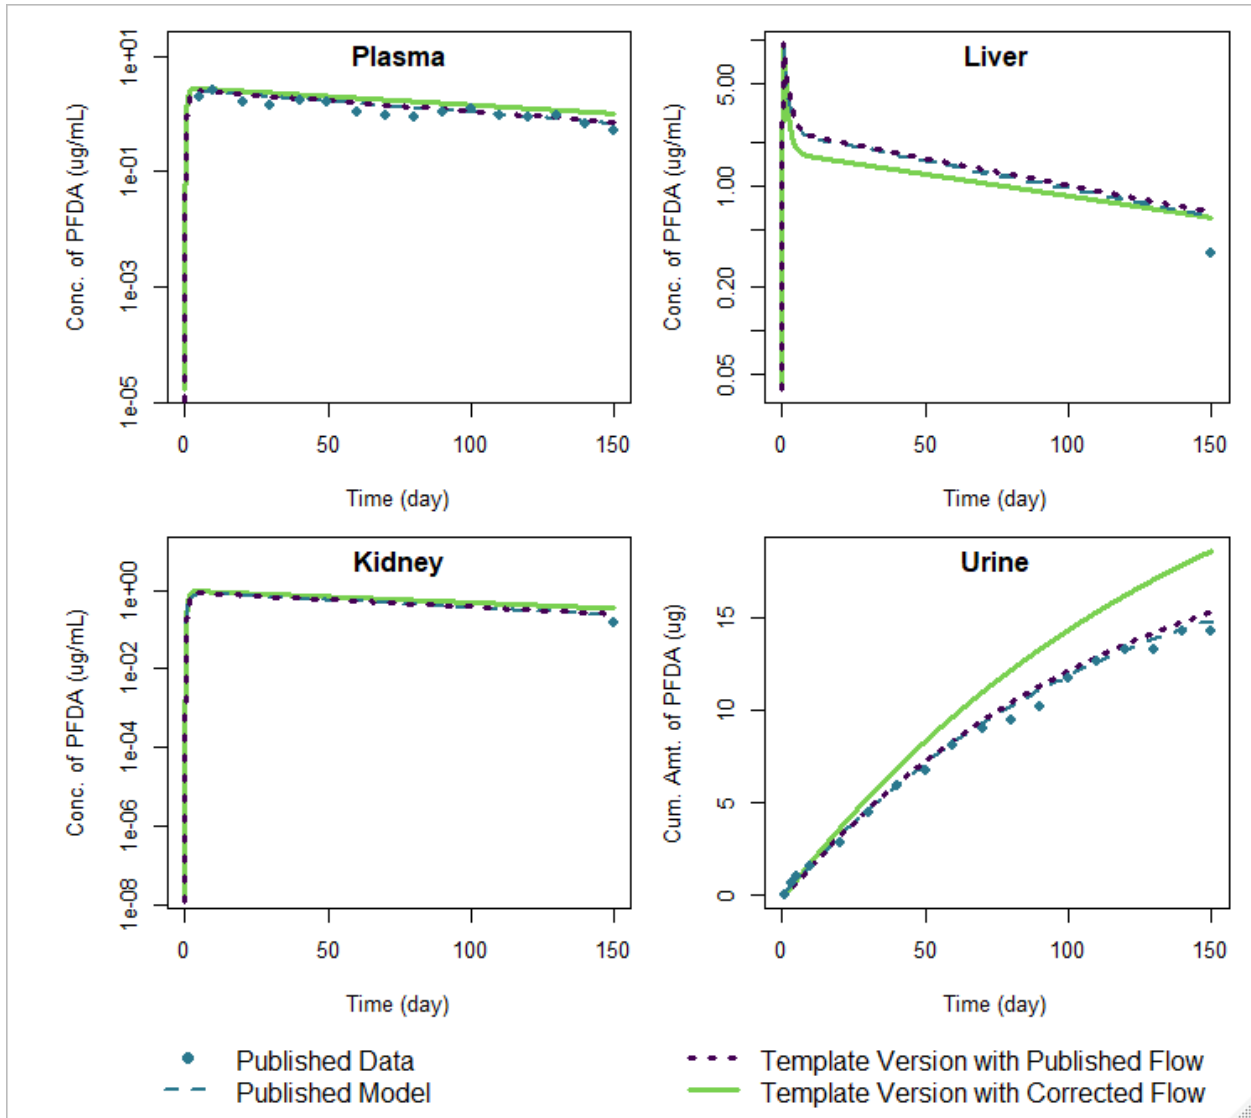 Plasma
Conc. of PFDA (ug/mL)
1e+01
1e-01
1e-03
1e-05
0 50 100 150
Time (day)
Liver
Conc. of PFDA (ug/mL)
5.00
1.00
0.20
0.05
0 50 100 150
Time (day)
Kidney
Conc. of PFDA (ug/mL)
1e+00
1e-02
1e-04
1e-06
1e-08
0 50 100 150
Time (day)
Urine
Cum. Amt. of PFDA (ug)
15
10
5
0
0 50 100 150
Time (day)
Published Data
Published Model
Template Version with Published Flow
Template Version with Corrected Flow